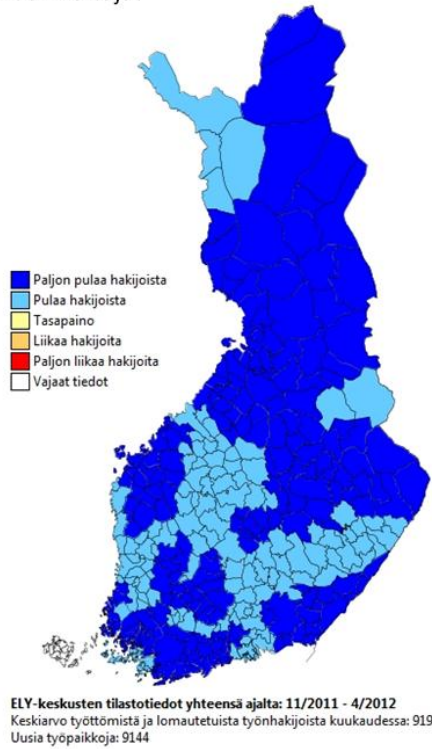 Paljon pulaa hakijoista
Pulaa hakijoista
Tasapaino
Liikaa hakijoita
Paljon liikaa hakijoita
Vajaat tiedot
ELY-keskusten tilastotiedot yhteensä ajalta: 11/2011 - 4/2012
Keskiarvo työttömistä ja lomautetuista työnhakijoista kuukaudessa: 919
Uusia työpaikkoja: 9144